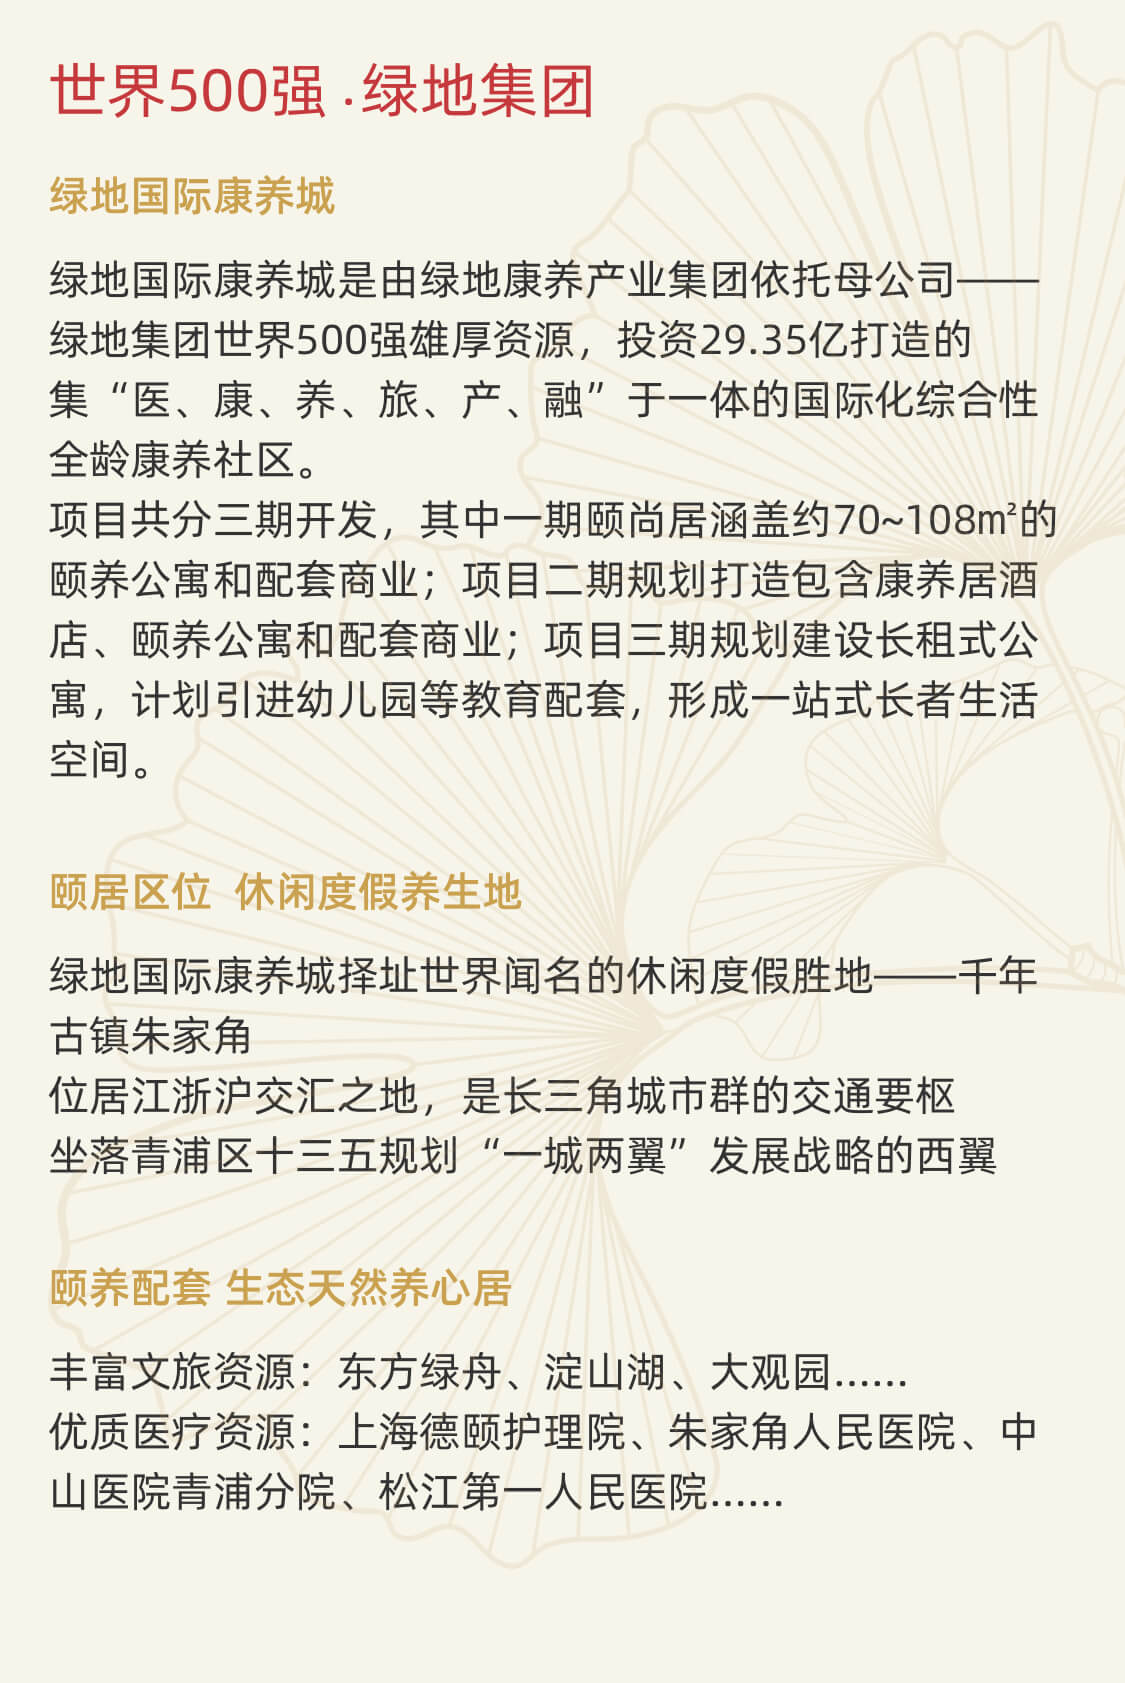 世界500强 .绿地集团
绿地国际康养城
绿地国际康养城是由绿地康养产业集团依托母公司——
绿地集团世界500强雄厚资源，投资29.35亿打造的
集“医、康、养、旅、产、融”于一体的国际化综合性
全龄康养社区。
项目共分三期开发，其中一期颐尚居涵盖约70~108㎡的
颐养公寓和配套商业；项目二期规划打造包含康养居酒
店、颐养公寓和配套商业；项目三期规划建设长租式公
寓，计划引进幼儿园等教育配套，形成一站式长者生活
空间。
颐居区位 休闲度假养生地
绿地国际康养城择址世界闻名的休闲度假胜地——千年
古镇朱家角
位居江浙沪交汇之地，是长三角城市群的交通要枢
坐落青浦区十三五规划“一城两翼”发展战略的西翼
颐养配套 生态天然养心居
丰富文旅资源：东方绿舟、淀山湖、大观园......
优质医疗资源：上海德颐护理院、朱家角人民医院、中
山医院青浦分院、松江第一人民医院......